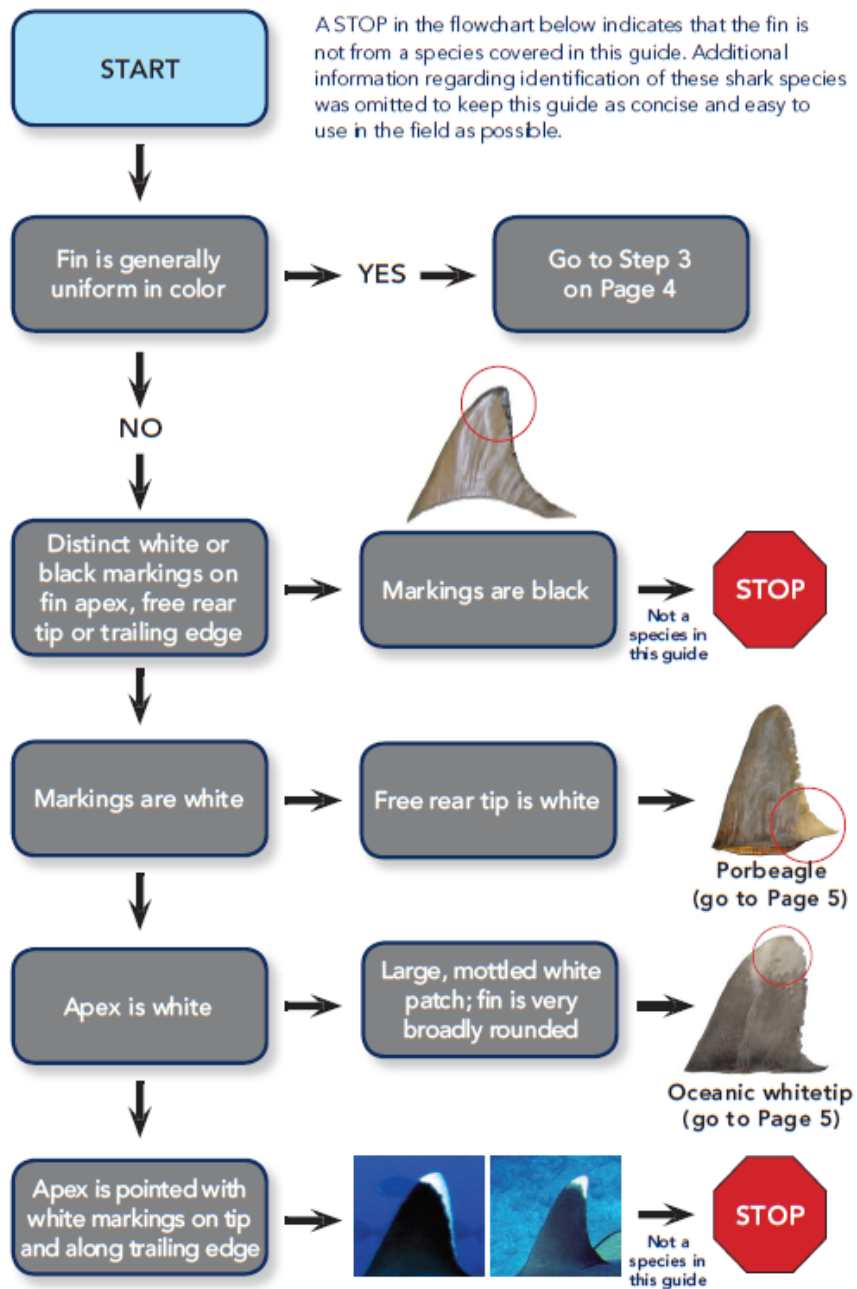 START
A STOP in the flowchart below indicates that the fin is
not from a species covered in this guide. Additional
information regarding identification of these shark species
was omitted to keep this guide as concise and easy to
use in the field as possible.
Fin is generally
uniform in color
YES
Go to Step 3
on Page 4
NO
Distinct white or
black markings on
fin apex, free rear
tip or trailing edge
Markings are black
Not a
species in
this guide
STOP
Markings are white
Free rear tip is white
Porbeagle
(go to Page 5)
Apex is white
Large, mottled white
patch; fin is very
broadly rounded
Oceanic whitetip
(go to Page 5)
Apex is pointed with
white markings on tip
and along trailing edge
Not a
species in
this guide
STOP